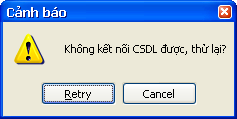 Cảnh báo
Không kết nối CSDL được, thử lại?
Retry
Cancel